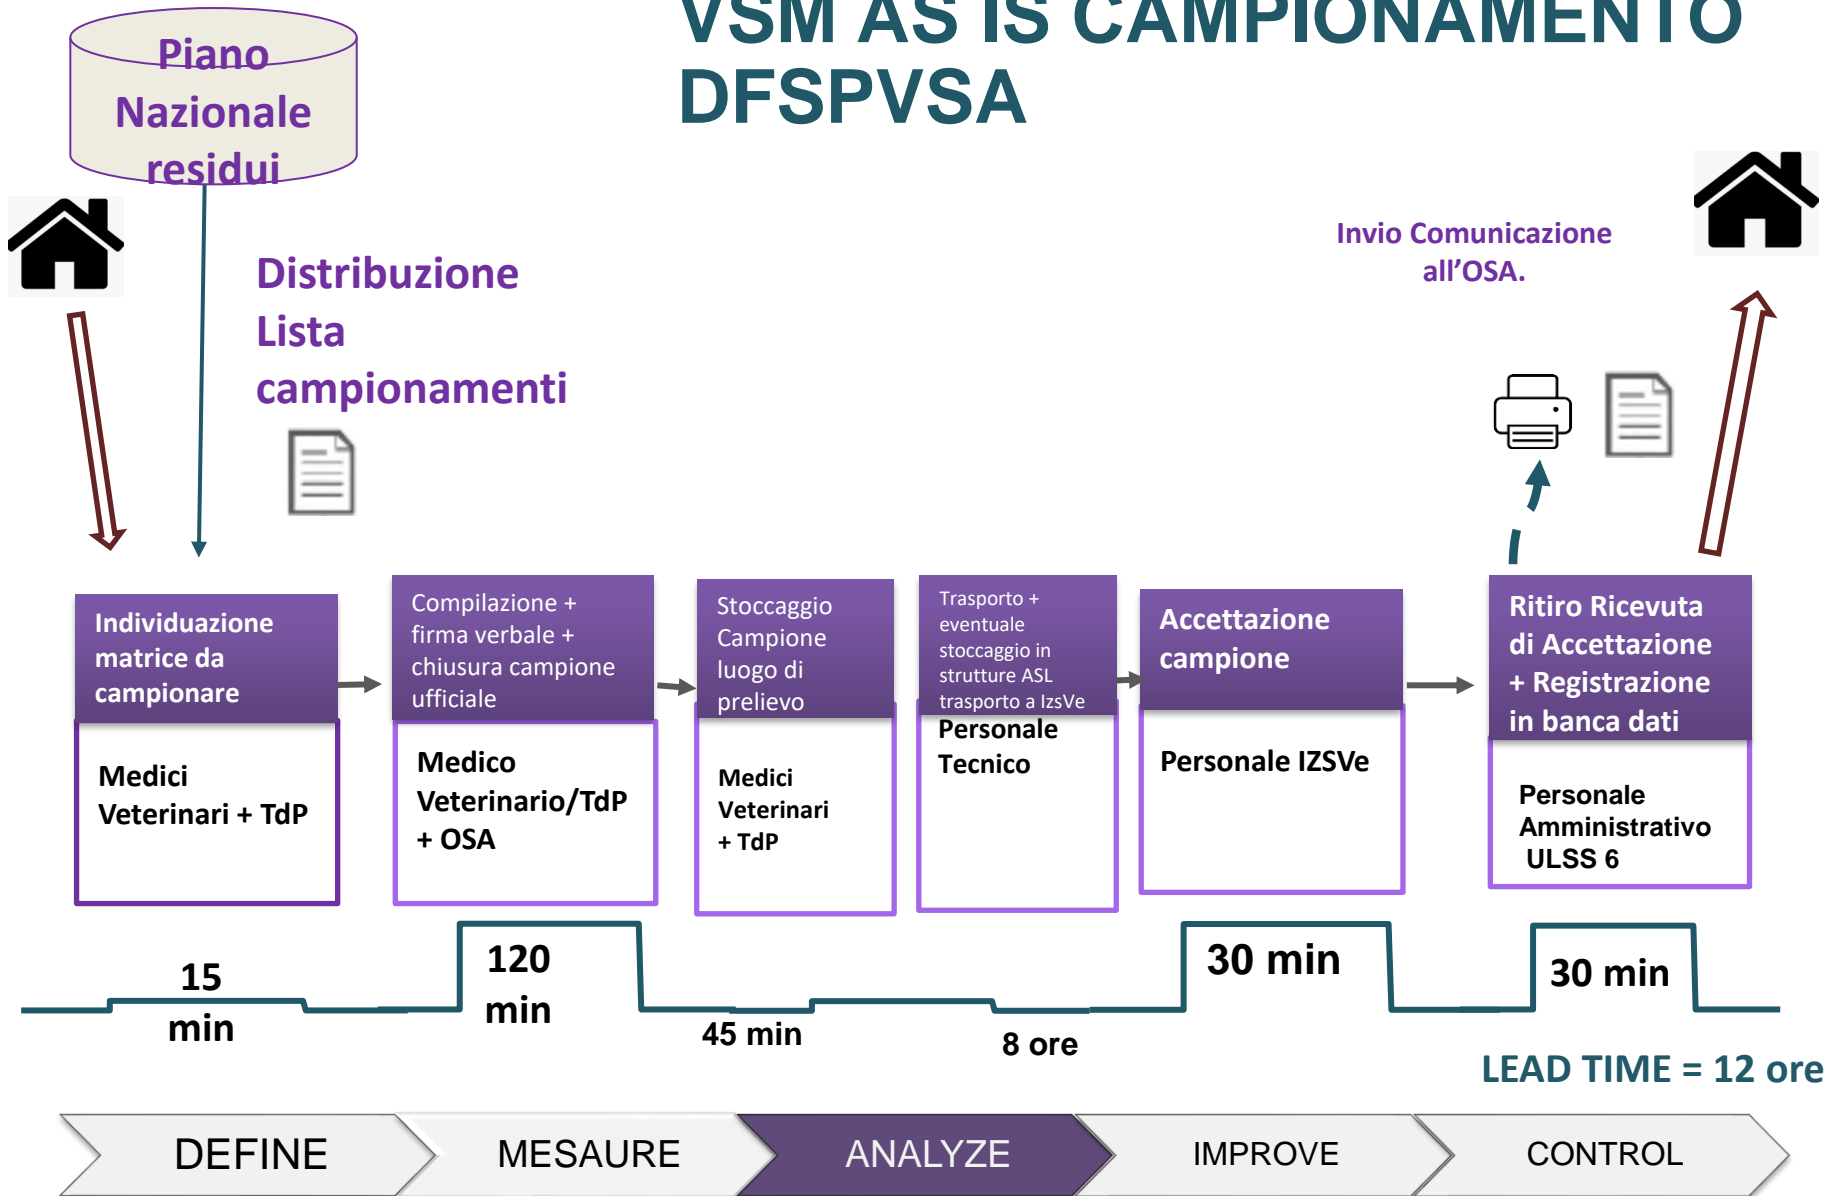 VSM AS IS CAMPIONAMENTO
DFSPVSA
Piano
Nazionale
residui
Distribuzione
Lista
campionamenti
Invio Comunicazione
all'OSA.
Individuazione
matrice da
campionare
Medici
Veterinari + TdP
Compilazione +
firma verbale +
chiusura campione
ufficiale
Medico
Veterinario/TdP
+ OSA
Stoccaggio
Campione
luogo di
prelievo
Medici
Veterinari
+ TdP
Trasporto +
eventuale
stoccaggio in
strutture ASL
trasporto a IzsVe
Personale
Tecnico
Accettazione
campione
Personale IZSVe
Ritiro Ricevuta
di Accettazione
+ Registrazione
in banca dati
Personale
Amministrativo
ULSS 6
15
min
120
min
45 min
8 ore
30 min
30 min
LEAD TIME = 12 ore
DEFINE
MESAURE
ANALYZE
IMPROVE
CONTROL